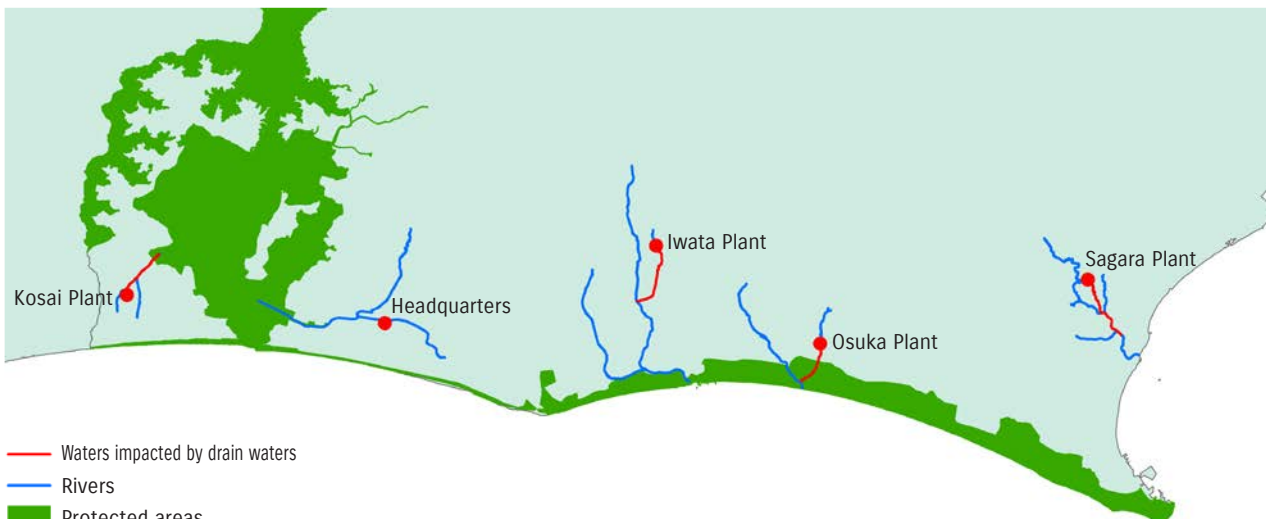 Iwata Plant
Sagara Plant
Kosai Plant
Headquarters
Osuka Plant
Waters impacted by drain waters
Rivers
Protected areas